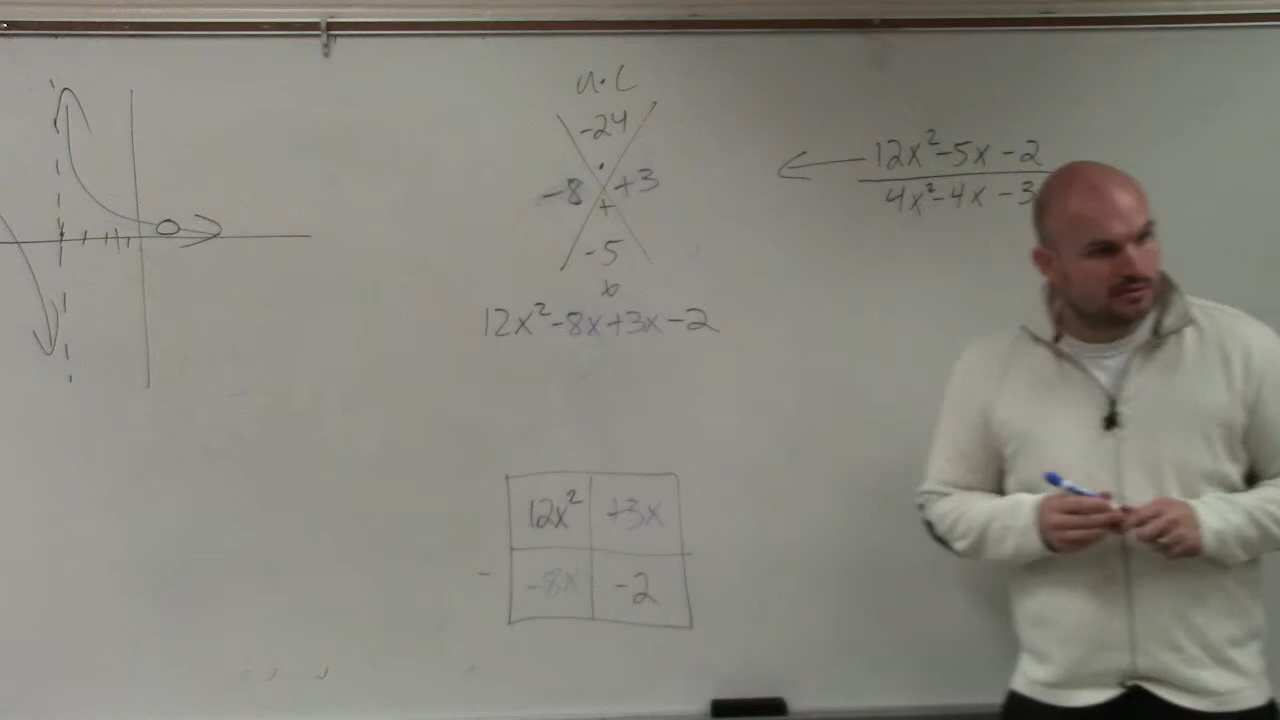 a·c
-24
-8 +3
+
-5
b
12x²-8x+3x-2
12x²-5x-2
4x²-4x-3
12x² +3x
-8x -2
-